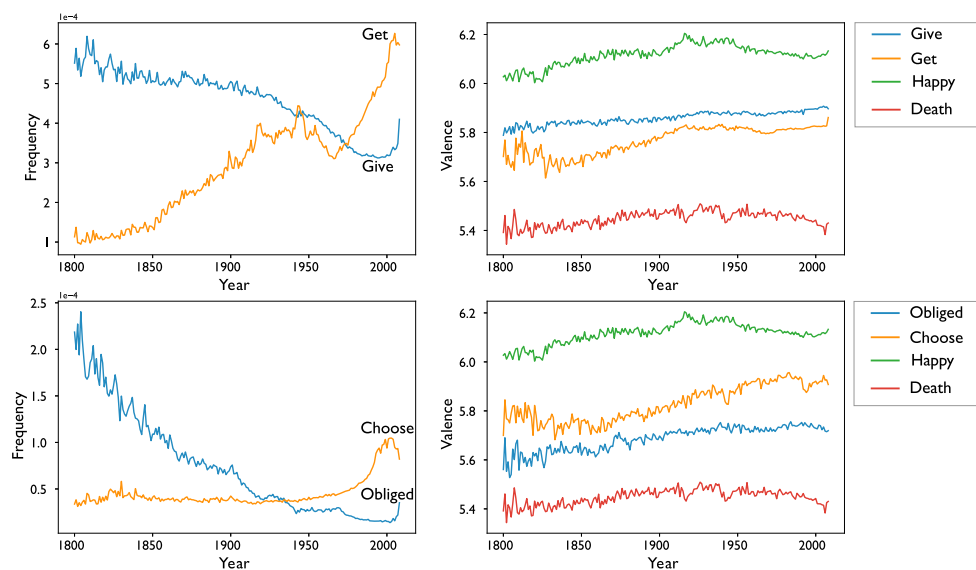 1e-4
Frequency
6
5
4
3
2
1
Get
Give
1800 1850 1900 1950 2000
Year
Valence
6.2
6.0
5.8
5.6
5.4
1800 1850 1900 1950 2000
Year
Give
Get
Happy
Death
1e-4
Frequency
2.5
2.0
1.5
1.0
0.5
Choose
Obliged
1800 1850 1900 1950 2000
Year
Valence
6.2
6.0
5.8
5.6
5.4
1800 1850 1900 1950 2000
Year
Obliged
Choose
Happy
Death